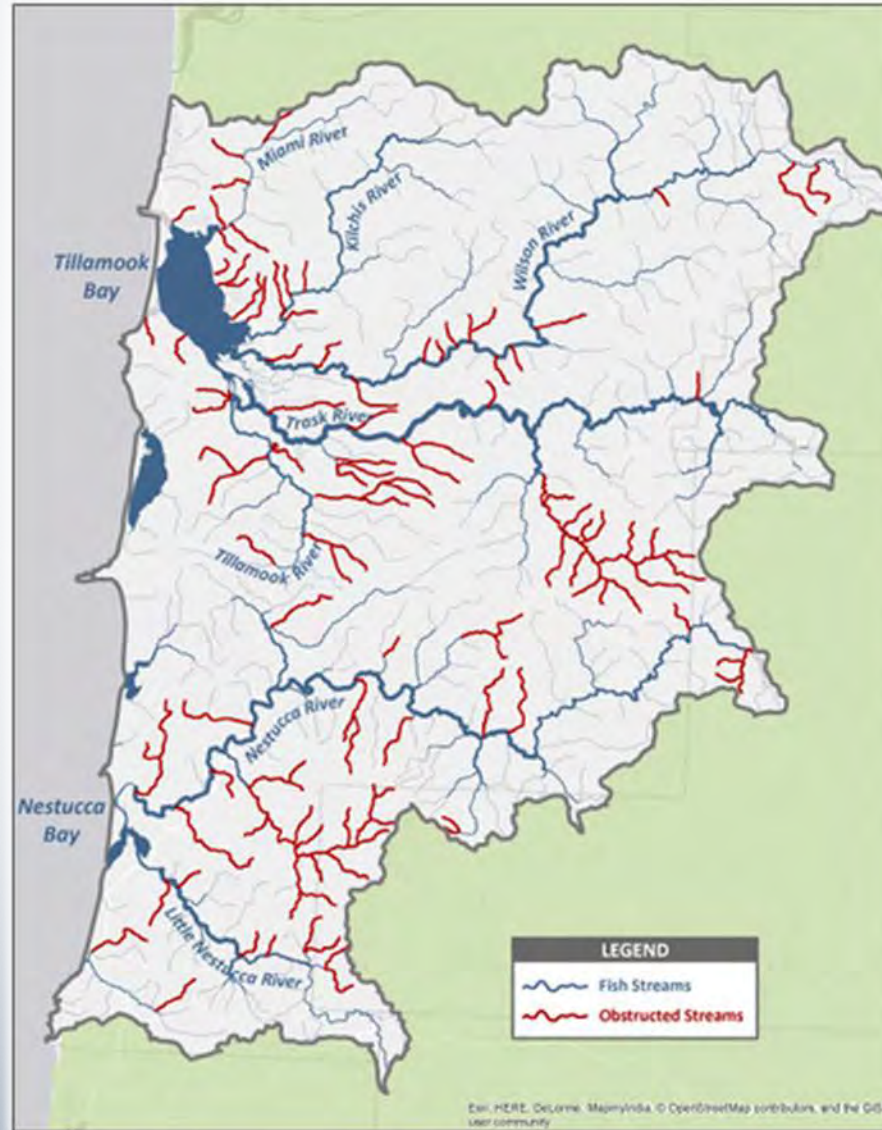 Miami River
Kilchis River
Wilson River
Tillamook
Bay
Trask River
Tillamook River
Nestucca River
Nestucca
Bay
Little Nestucca River
LEGEND
Fish Streams
Obstructed Streams
Esri, HERE, DeLorme, MapmyIndia, © OpenStreetMap contributors, and the GIS
user community